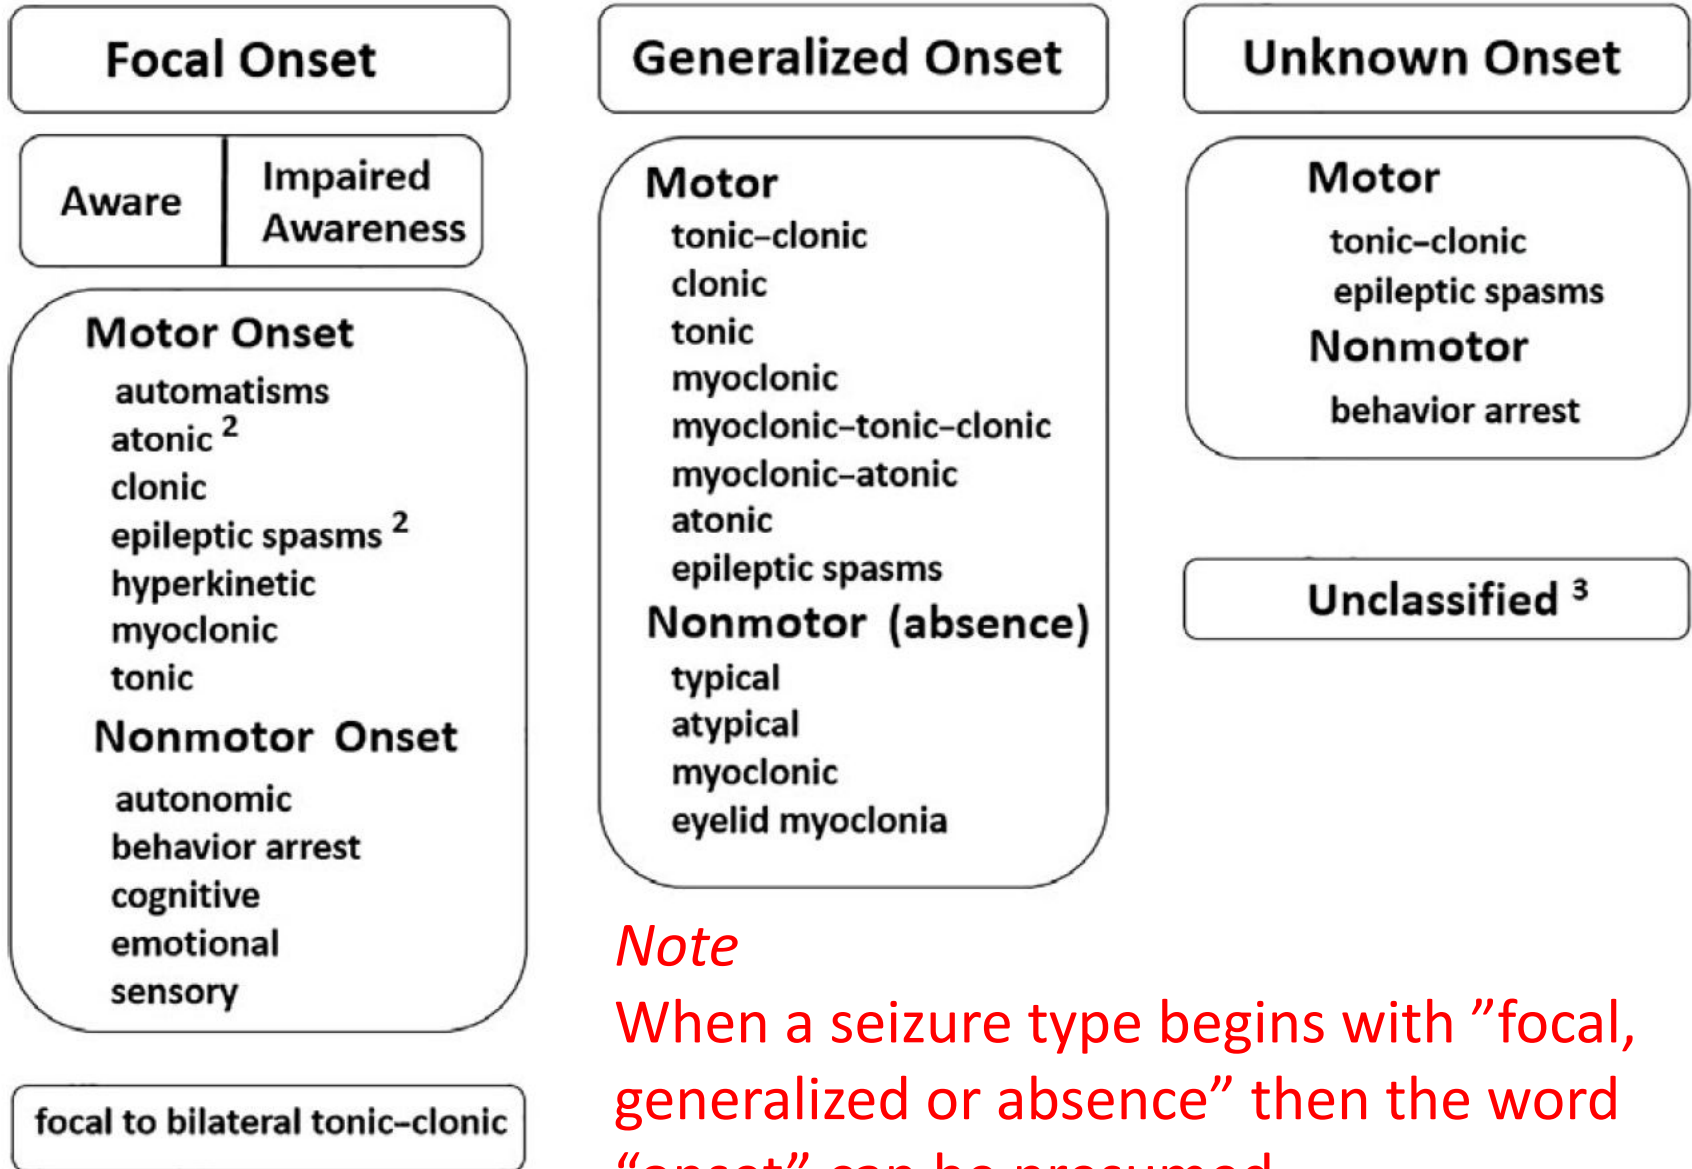 Focal Onset
Aware
Impaired
Awareness
Motor Onset
automatisms
atonic 2
clonic
epileptic spasms 2
hyperkinetic
myoclonic
tonic
Nonmotor Onset
autonomic
behavior arrest
cognitive
emotional
sensory
focal to bilateral tonic–clonic
Generalized Onset
Motor
tonic–clonic
clonic
tonic
myoclonic
myoclonic–tonic–clonic
myoclonic–atonic
atonic
epileptic spasms
Nonmotor (absence)
typical
atypical
myoclonic
eyelid myoclonia
Unknown Onset
Motor
tonic–clonic
epileptic spasms
Nonmotor
behavior arrest
Unclassified 3
Note
When a seizure type begins with ”focal,
generalized or absence” then the word
“onset” can be presumed